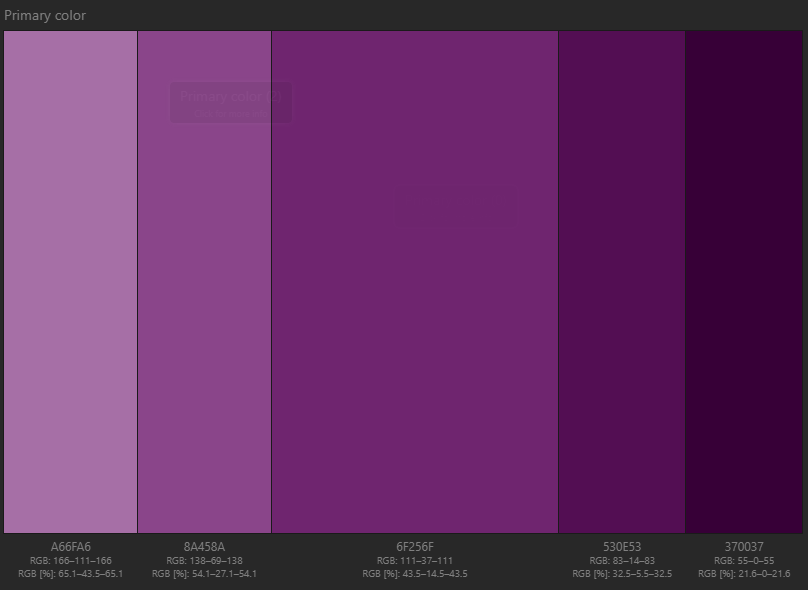 Primary color
Primary color (2)
A66FA6
RGB: 166–111–166
RGB [%]: 65.1–43.5–65.1
8A458A
RGB: 138–69–138
RGB [%]: 54.1–27.1–54.1
6F256F
RGB: 111–37–111
RGB [%]: 43.5–14.5–43.5
530E53
RGB: 83–14–83
RGB [%]: 32.5–5.5–32.5
370037
RGB: 55–0–55
RGB [%]: 21.6–0–21.6